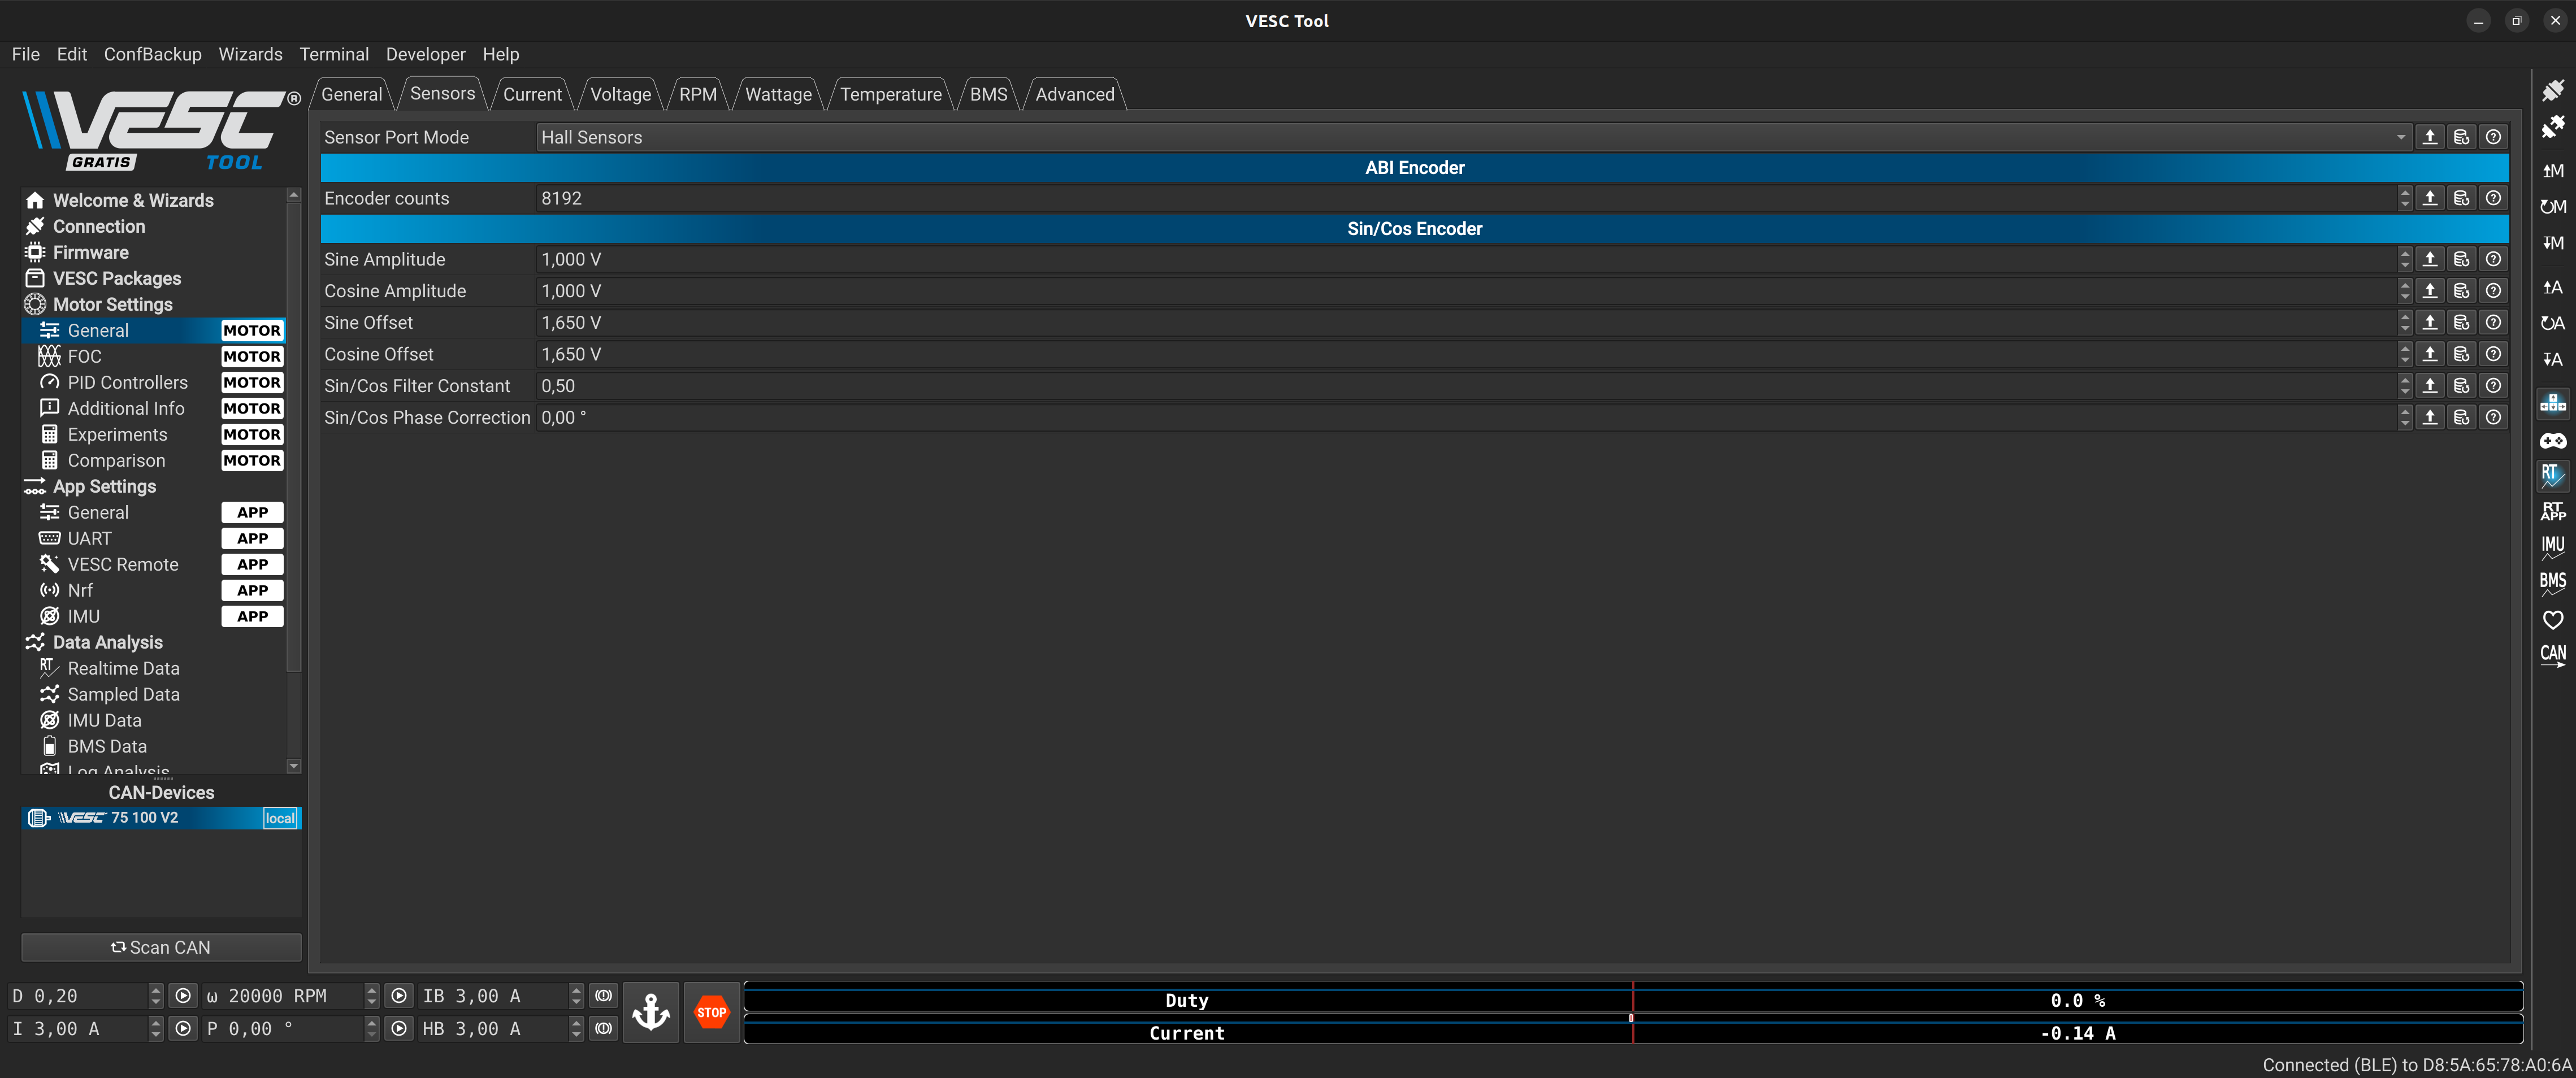 VESC Tool
File Edit ConfBackup Wizards Terminal Developer Help
VESC®
GRATIS TOOL
General Sensors Current Voltage RPM Wattage Temperature BMS Advanced
Sensor Port Mode Hall Sensors
ABI Encoder
Encoder counts 8192
Sin/Cos Encoder
Sine Amplitude 1,000 V
Cosine Amplitude 1,000 V
Sine Offset 1,650 V
Cosine Offset 1,650 V
Sin/Cos Filter Constant 0,50
Sin/Cos Phase Correction 0,00 °
Welcome & Wizards
Connection
Firmware
VESC Packages
Motor Settings
General MOTOR
FOC MOTOR
PID Controllers MOTOR
Additional Info MOTOR
Experiments MOTOR
Comparison MOTOR
App Settings
General APP
UART APP
VESC Remote APP
Nrf APP
IMU APP
Data Analysis
RT Realtime Data
Sampled Data
IMU Data
BMS Data
Log Analysis
CAN-Devices
VESC 75 100 V2 local
Scan CAN
M
M
M
A
A
A
RT
RT APP
IMU
BMS
CAN
D 0,20 ω 20000 RPM IB 3,00 A
I 3,00 A P 0,00 ° HB 3,00 A
STOP
Duty 0.0 %
Current -0.14 A
Connected (BLE) to D8:5A:65:78:A0:6A